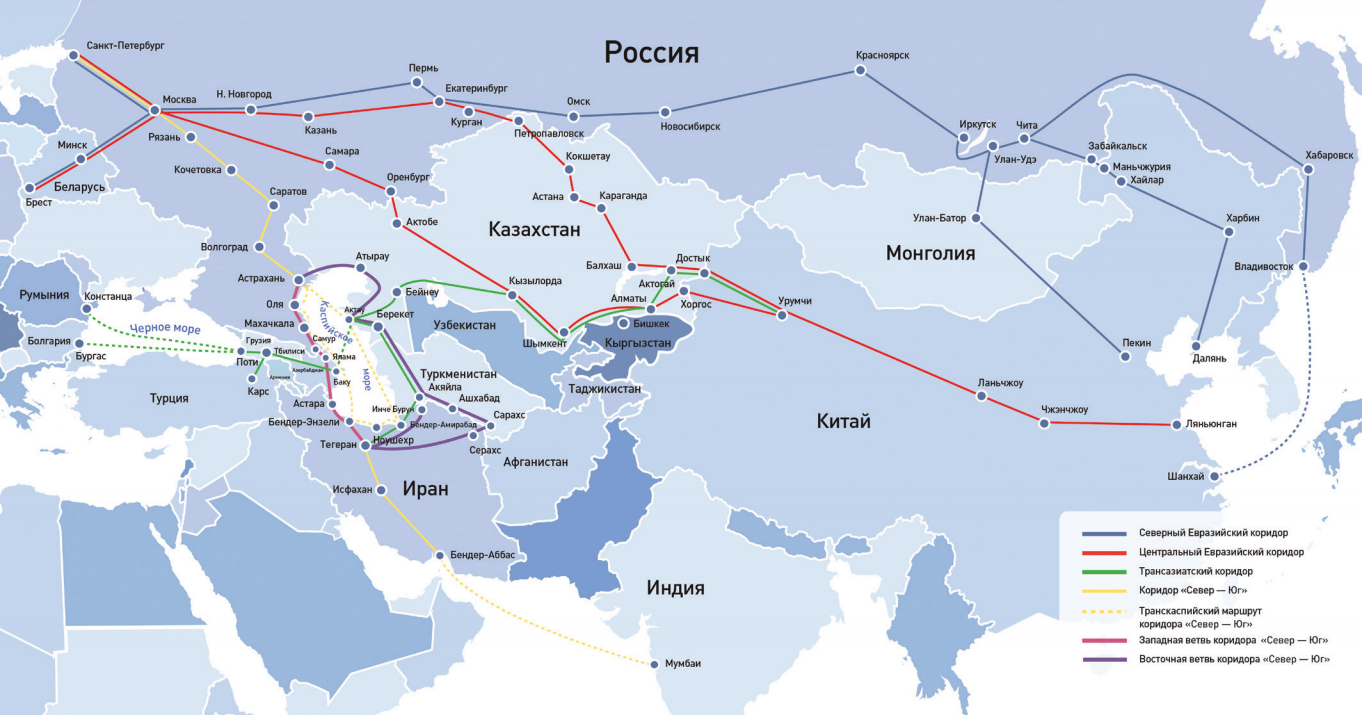 Россия
Санкт-Петербург
Москва
Н. Новгород
Пермь
Екатеринбург
Казань
Курган
Омск
Петропавловск
Новосибирск
Красноярск
Иркутск
Чита
Улан-Удэ
Забайкальск
Маньчжурия
Хайлар
Хабаровск
Рязань
Минск
Беларусь
Брест
Кочетовка
Самара
Оренбург
Кокшетау
Астана
Караганда
Саратов
Актобе
Казахстан
Улан-Батор
Монголия
Харбин
Владивосток
Волгоград
Атырау
Балхаш
Достык
Астрахань
Актогай
Румыния
Констанца
Оля
Бейнеу
Кызылорда
Алматы
Хоргос
Урумчи
Каспийское
море
Актау
Берекет
Черное море
Махачкала
Узбекистан
Бишкек
Болгария
Бургас
Грузия
Тбилиси
Самур
Ялама
Шымкент
Кыргызстан
Пекин
Далянь
Поти
Азербайджан
Армения
Баку
Карс
Туркменистан
Таджикистан
Турция
Акяйла
Ашхабад
Ланьчжоу
Астара
Инче Бурун
Сарахс
Чжэнчжоу
Китай
Бендер-Энзели
Бендер-Амирабад
Ляньюнган
Тегеран
Ноушехр
Серахс
Афганистан
Шанхай
Исфахан
Иран
Бендер-Аббас
Индия
Мумбаи
Северный Евразийский коридор
Центральный Евразийский коридор
Трансазиатский коридор
Коридор «Север — Юг»
Транскаспийский маршрут
коридора «Север — Юг»
Западная ветвь коридора «Север — Юг»
Восточная ветвь коридора «Север — Юг»